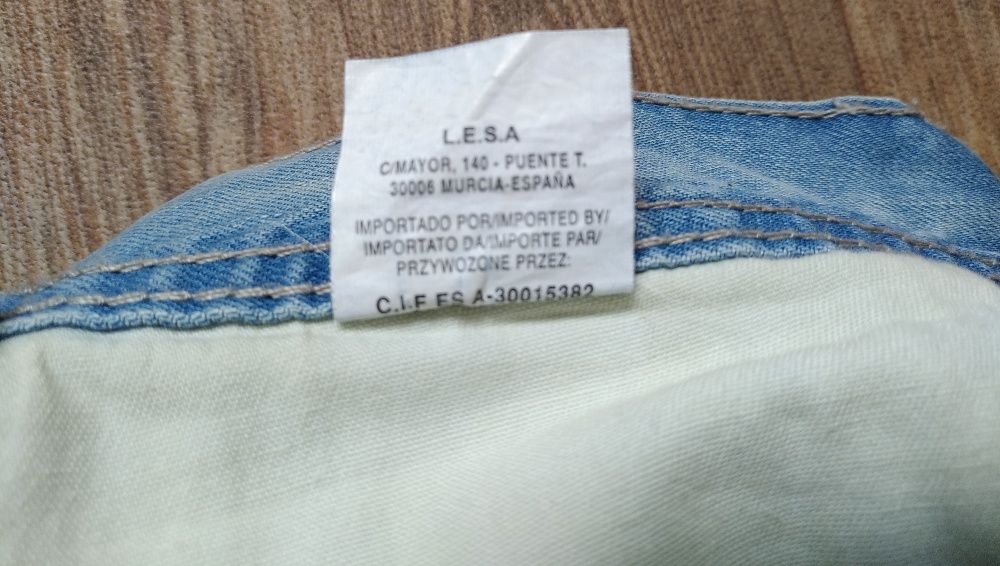 L.E.S.A
C/MAYOR, 140 - PUENTE T.
30006 MURCIA-ESPAÑA
IMPORTADO POR/IMPORTED BY/
IMPORTATO DA/IMPORTE PAR/
PRZYWOZONE PRZEZ:
C.I.F ES A-30015382